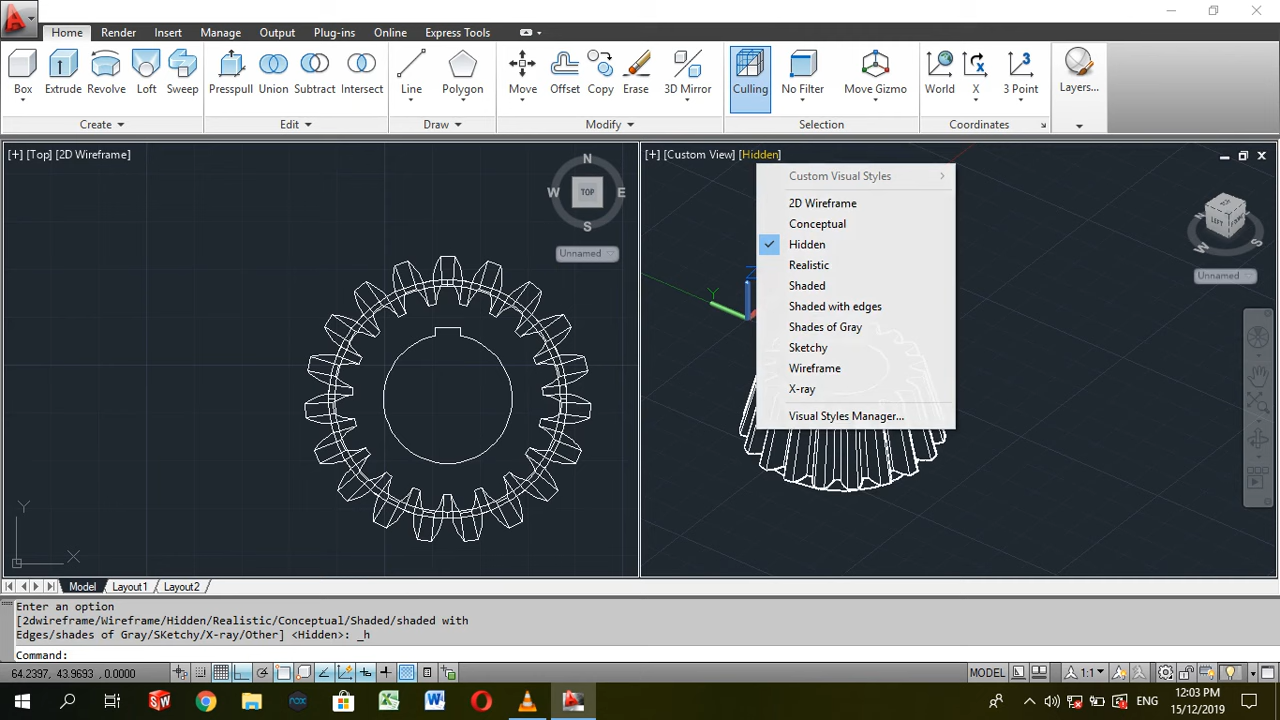 Home Render Insert Manage Output Plug-ins Online Express Tools
Box Extrude Revolve Loft Sweep Presspull Union Subtract Intersect Line Polygon Move Offset Copy Erase 3D Mirror Culling No Filter Move Gizmo World X 3 Point Layers...
Create Edit Draw Modify Selection Coordinates
[+] [Top] [2D Wireframe]
N
W TOP E
S
Unnamed
Y
X
[+] [Custom View] [Hidden]
Custom Visual Styles
2D Wireframe
Conceptual
Hidden
Realistic
Shaded
Shaded with edges
Shades of Gray
Sketchy
Wireframe
X-ray
Visual Styles Manager...
Z
Y
LEFT
W S
Unnamed
Model Layout1 Layout2
Enter an option
[2dwireframe/Wireframe/Hidden/Realistic/Conceptual/Shaded/shaded with
Edges/shades of Gray/SKetchy/X-ray/Other] <Hidden>: _h
Command:
64.2397, 43.9693, 0.0000 MODEL 1:1
ENG
12:03 PM
15/12/2019